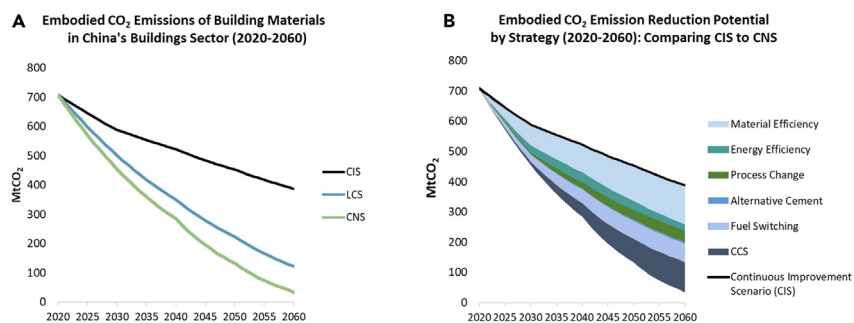 A
Embodied CO₂ Emissions of Building Materials
in China's Buildings Sector (2020-2060)
800
700
600
500
400
300
200
100
0
MtCO₂
2020 2025 2030 2035 2040 2045 2050 2055 2060
CIS
LCS
CNS
B
Embodied CO₂ Emission Reduction Potential
by Strategy (2020-2060): Comparing CIS to CNS
800
700
600
500
400
300
200
100
0
MtCO₂
2020 2025 2030 2035 2040 2045 2050 2055 2060
Material Efficiency
Energy Efficiency
Process Change
Alternative Cement
Fuel Switching
CCS
Continuous Improvement
Scenario (CIS)